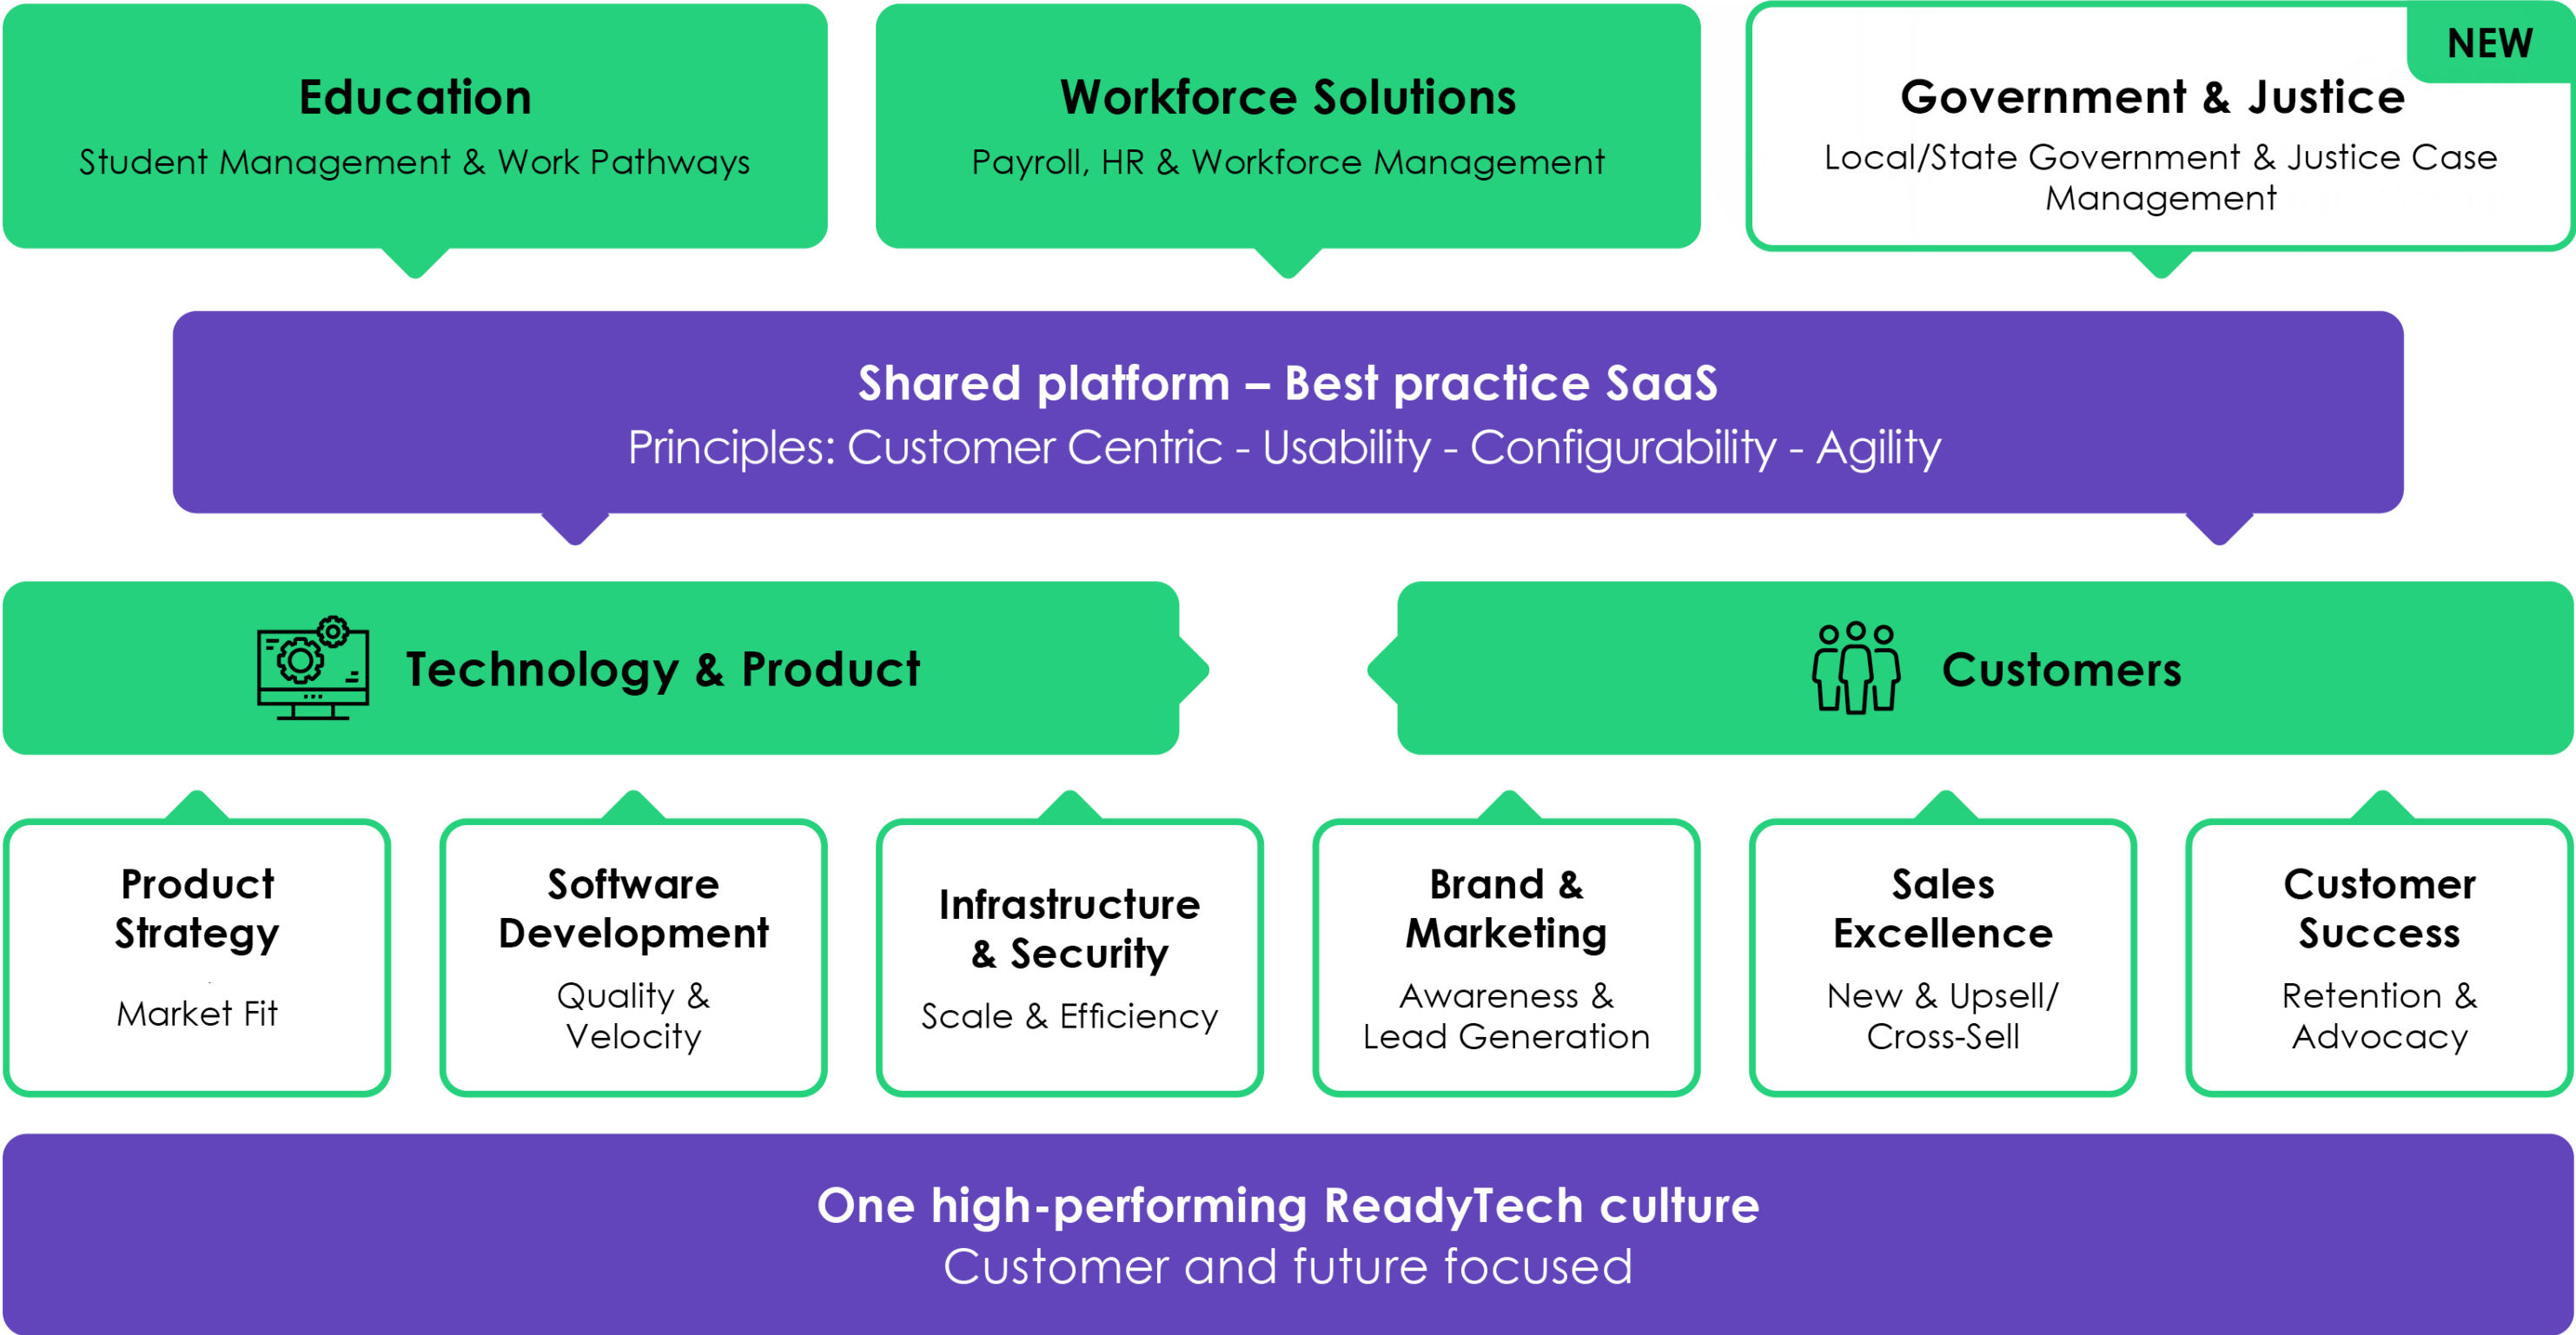 NEW
Education
Student Management & Work Pathways
Workforce Solutions
Payroll, HR & Workforce Management
Government & Justice
Local/State Government & Justice Case
Management
Shared platform – Best practice SaaS
Principles: Customer Centric - Usability - Configurability - Agility
Technology & Product
Customers
Product
Strategy
Market Fit
Software
Development
Quality &
Velocity
Infrastructure
& Security
Scale & Efficiency
Brand &
Marketing
Awareness &
Lead Generation
Sales
Excellence
New & Upsell/
Cross-Sell
Customer
Success
Retention &
Advocacy
One high-performing ReadyTech culture
Customer and future focused